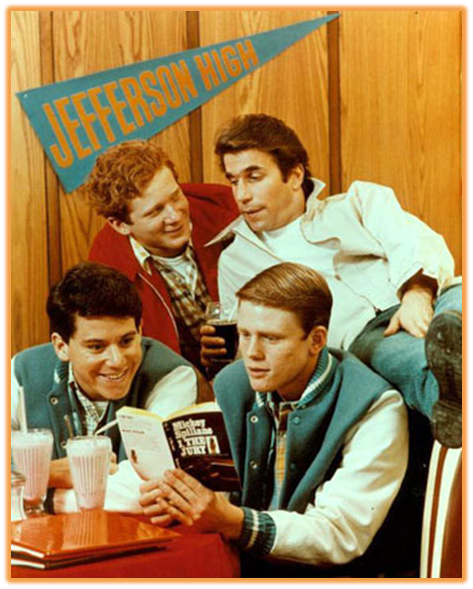 JEFFERSON HIGH
Mickey
Spillane
I, THE
JURY